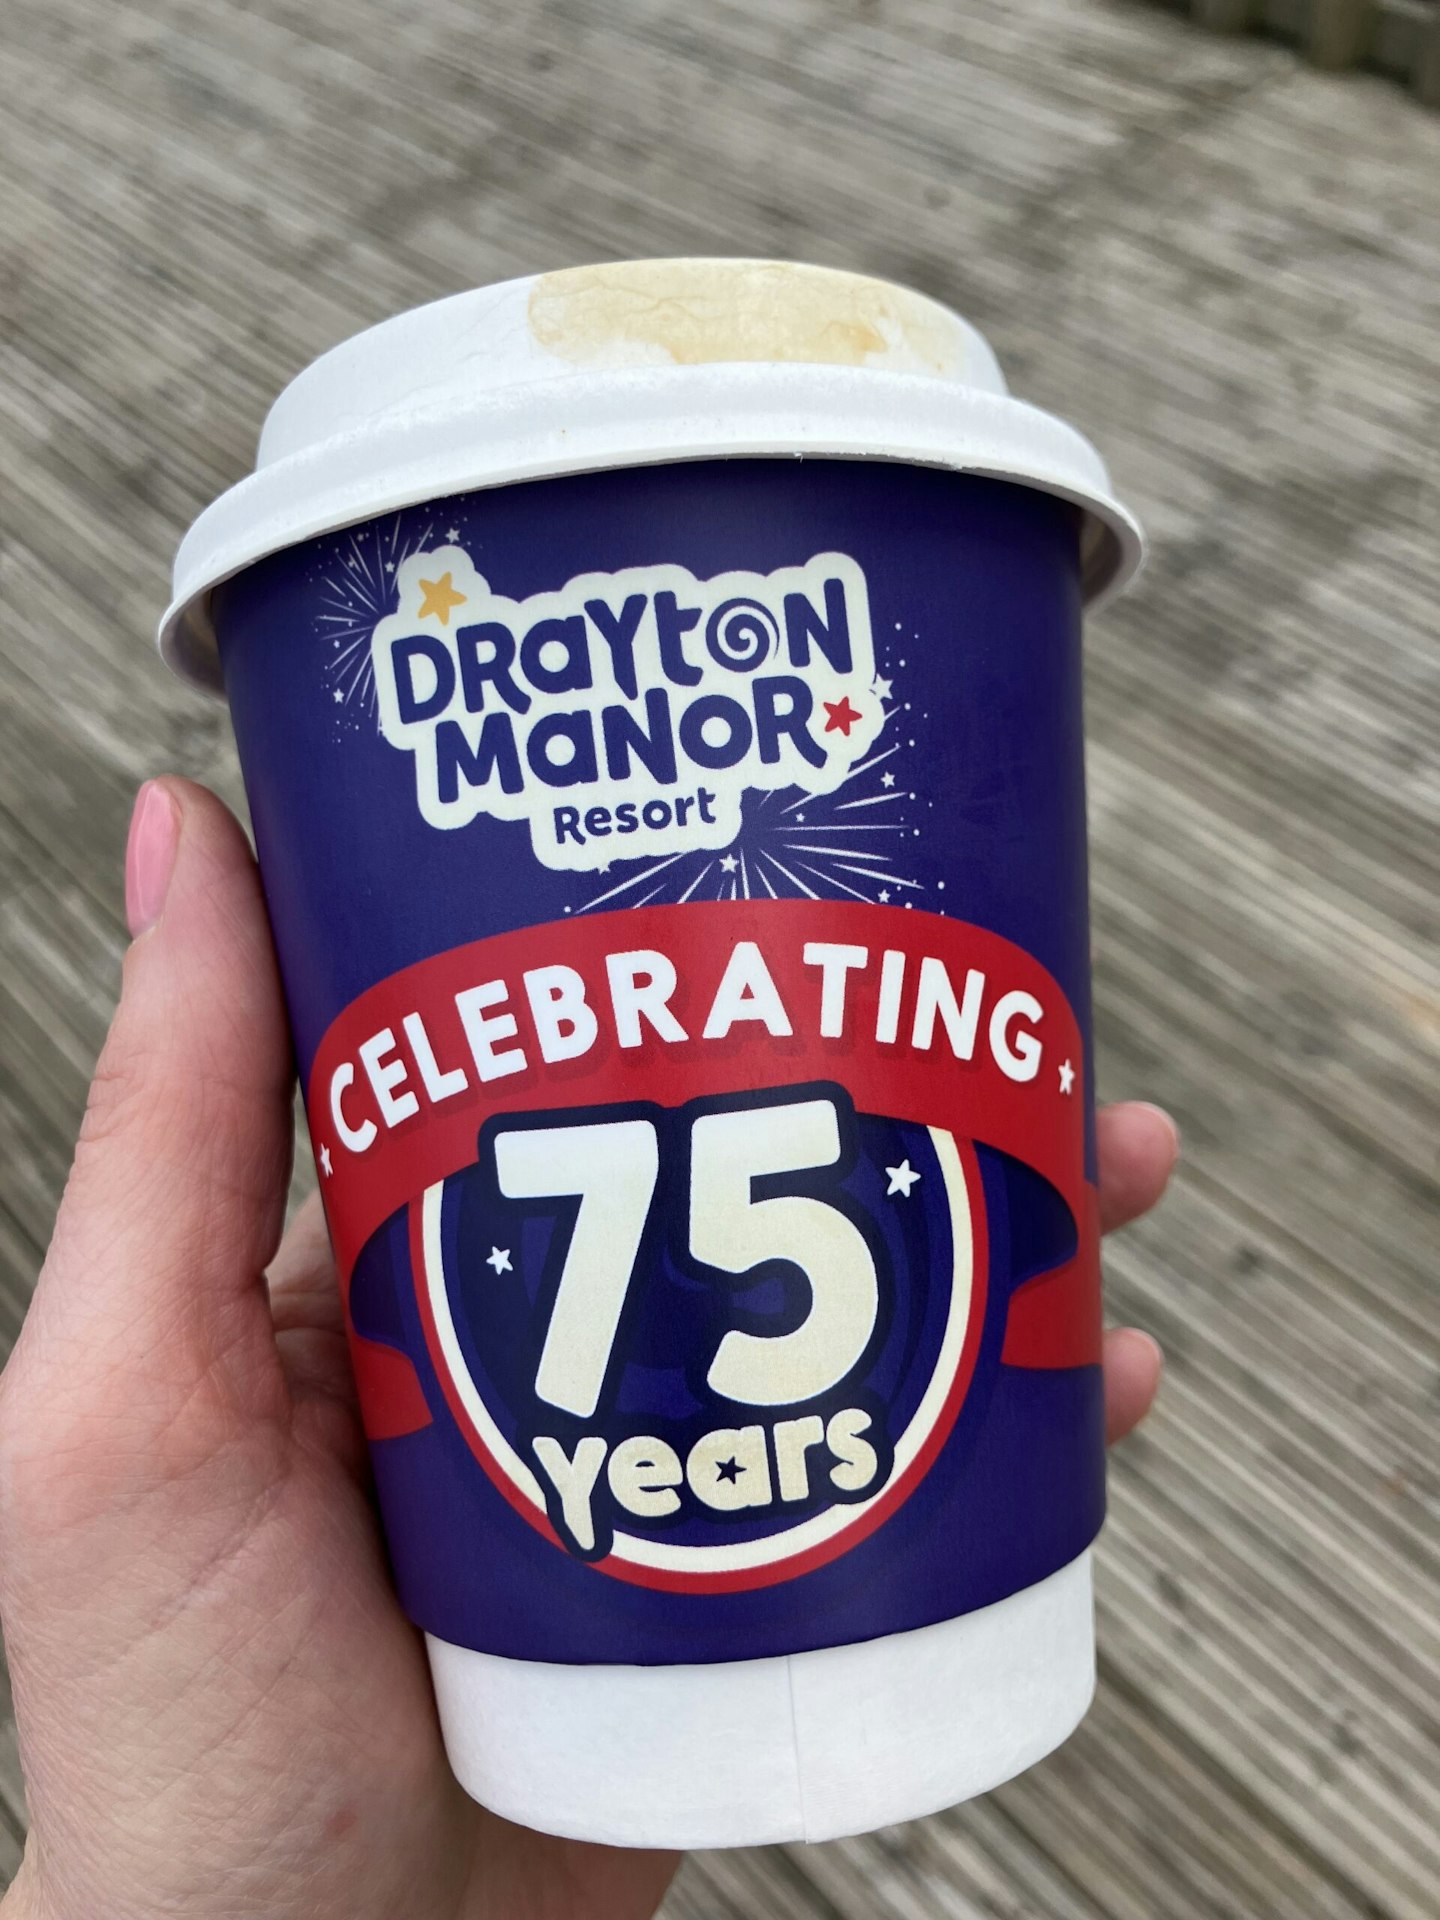 DRaYtON
MaNOR
Resort
CELEBRATING
75
years